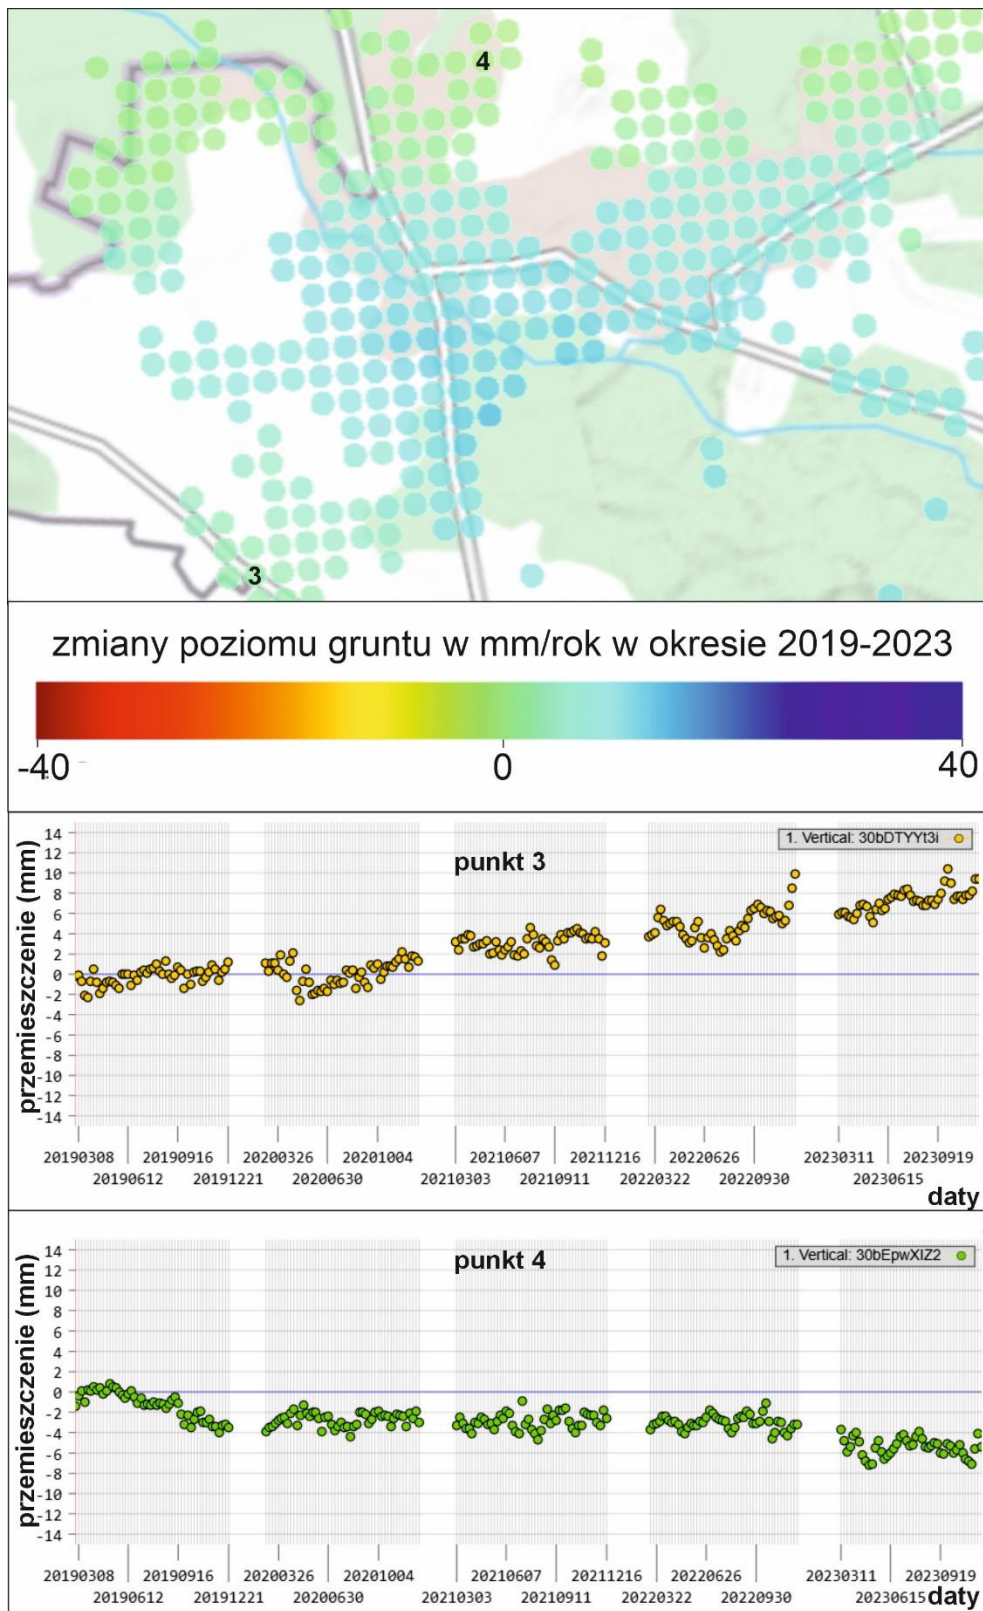 4
3
zmiany poziomu gruntu w mm/rok w okresie 2019-2023
-40 0 40
przemieszczenie (mm)
14
12
10
8
6
4
2
0
-2
-4
-6
-8
-10
-12
-14
punkt 3
1. Vertical: 30bDTYYt3i
20190308 20190916 20200326 20201004 20210607 20211216 20220626 20230311 20230919
20190612 20191221 20200630 20210303 20210911 20220322 20220930 20230615
daty
przemieszczenie (mm)
14
12
10
8
6
4
2
0
-2
-4
-6
-8
-10
-12
-14
punkt 4
1. Vertical: 30bEpwXIZ2
20190308 20190916 20200326 20201004 20210607 20211216 20220626 20230311 20230919
20190612 20191221 20200630 20210303 20210911 20220322 20220930 20230615
daty